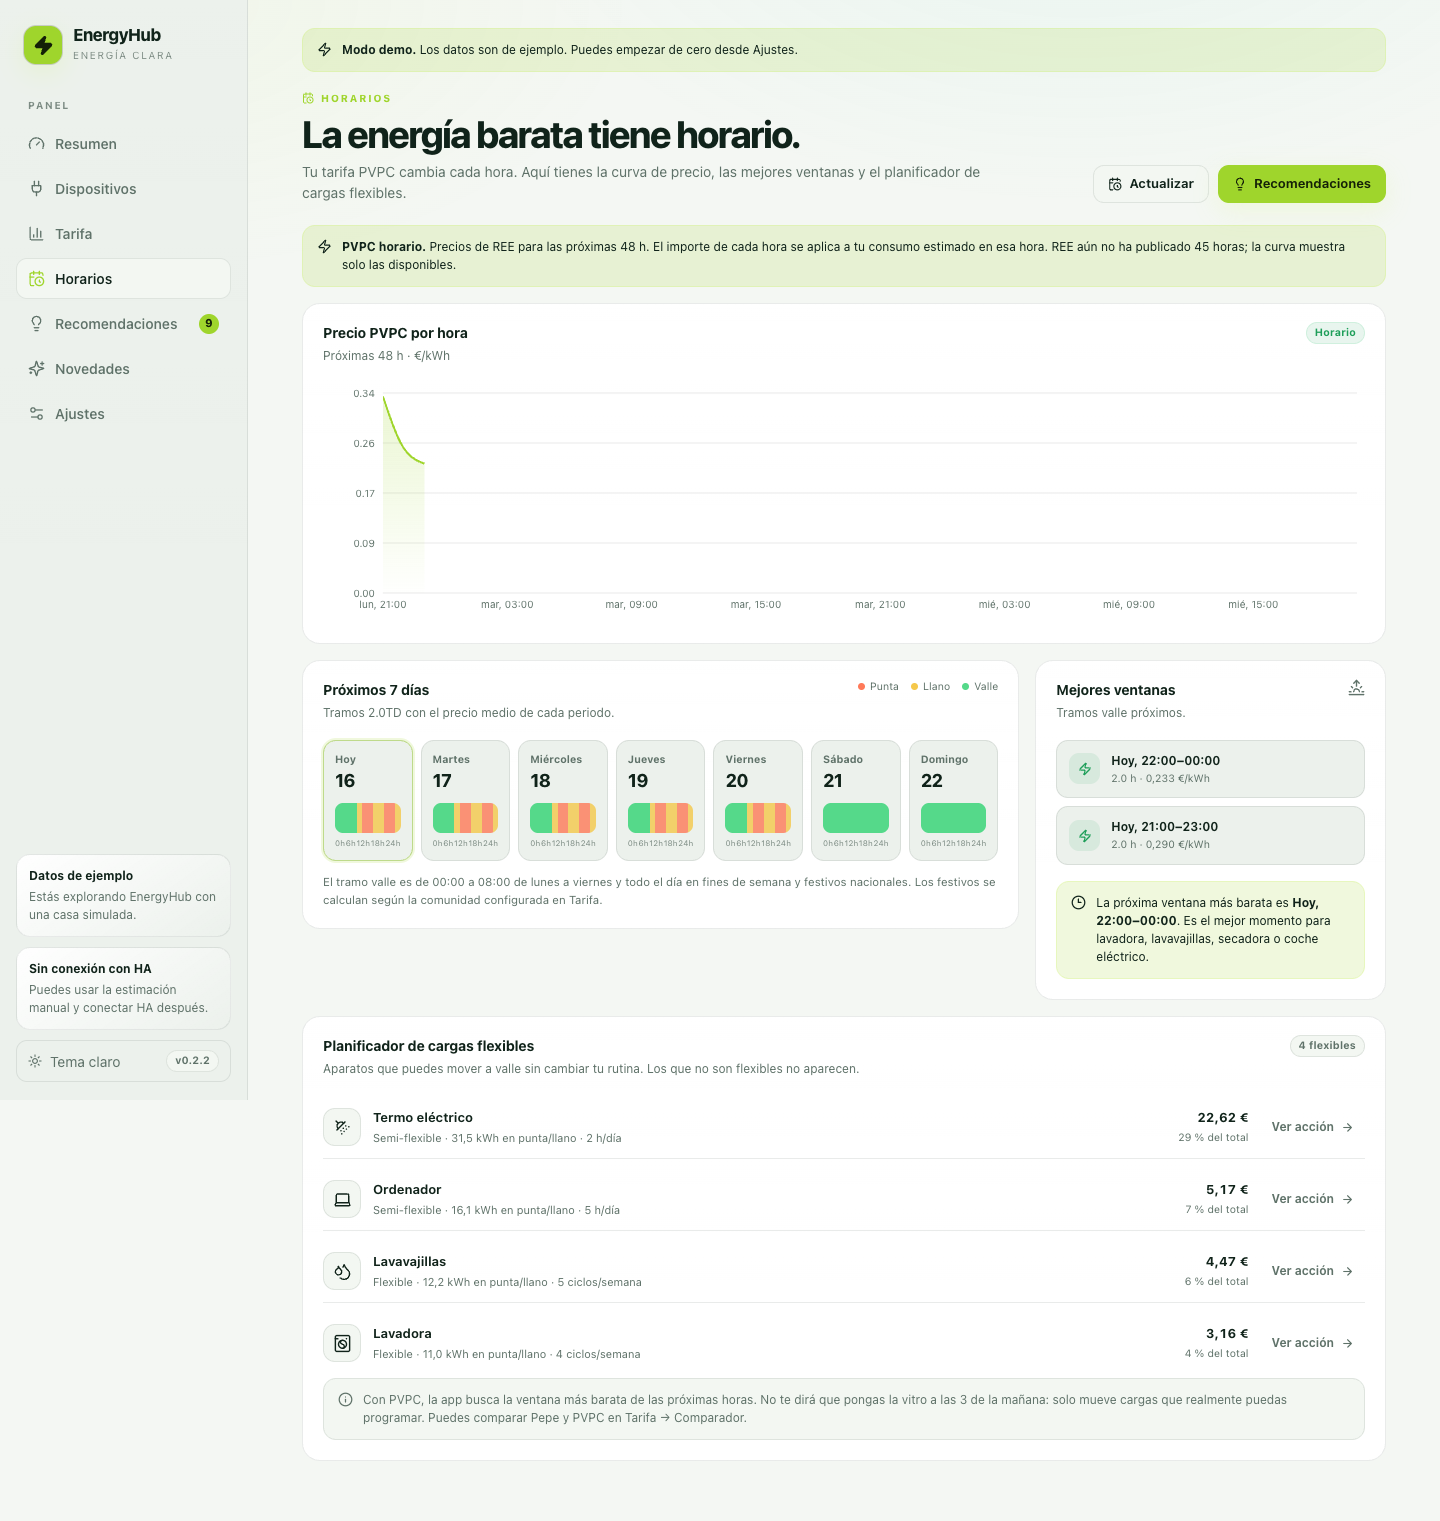 EnergyHub
ENERGÍA CLARA
PANEL
Resumen
Dispositivos
Tarifa
Horarios
Recomendaciones 9
Novedades
Ajustes
Datos de ejemplo
Estás explorando EnergyHub con
una casa simulada.
Sin conexión con HA
Puedes usar la estimación
manual y conectar HA después.
Tema claro v0.2.2
Modo demo. Los datos son de ejemplo. Puedes empezar de cero desde Ajustes.
HORARIOS
La energía barata tiene horario.
Tu tarifa PVPC cambia cada hora. Aquí tienes la curva de precio, las mejores ventanas y el planificador de
cargas flexibles.
Actualizar
Recomendaciones
PVPC horario. Precios de REE para las próximas 48 h. El importe de cada hora se aplica a tu consumo estimado en esa hora. REE aún no ha publicado 45 horas; la curva muestra
solo las disponibles.
Precio PVPC por hora
Horario
Próximas 48 h · €/kWh
0.34
0.26
0.17
0.09
0.00
lun, 21:00 mar, 03:00 mar, 09:00 mar, 15:00 mar, 21:00 mié, 03:00 mié, 09:00 mié, 15:00
Próximos 7 días
Punta Llano Valle
Tramos 2.0TD con el precio medio de cada periodo.
Hoy Martes Miércoles Jueves Viernes Sábado Domingo
16 17 18 19 20 21 22
0h6h12h18h24h 0h6h12h18h24h 0h6h12h18h24h 0h6h12h18h24h 0h6h12h18h24h 0h6h12h18h24h 0h6h12h18h24h
El tramo valle es de 00:00 a 08:00 de lunes a viernes y todo el día en fines de semana y festivos nacionales. Los festivos se
calculan según la comunidad configurada en Tarifa.
Mejores ventanas
Tramos valle próximos.
Hoy, 22:00–00:00
2.0 h · 0,233 €/kWh
Hoy, 21:00–23:00
2.0 h · 0,290 €/kWh
La próxima ventana más barata es Hoy,
22:00–00:00. Es el mejor momento para
lavadora, lavavajillas, secadora o coche
eléctrico.
Planificador de cargas flexibles
4 flexibles
Aparatos que puedes mover a valle sin cambiar tu rutina. Los que no son flexibles no aparecen.
Termo eléctrico
Semi-flexible · 31,5 kWh en punta/llano · 2 h/día
22,62 €
29 % del total
Ver acción →
Ordenador
Semi-flexible · 16,1 kWh en punta/llano · 5 h/día
5,17 €
7 % del total
Ver acción →
Lavavajillas
Flexible · 12,2 kWh en punta/llano · 5 ciclos/semana
4,47 €
6 % del total
Ver acción →
Lavadora
Flexible · 11,0 kWh en punta/llano · 4 ciclos/semana
3,16 €
4 % del total
Ver acción →
Con PVPC, la app busca la ventana más barata de las próximas horas. No te dirá que pongas la vitro a las 3 de la mañana: solo mueve cargas que realmente puedas
programar. Puedes comparar Pepe y PVPC en Tarifa → Comparador.